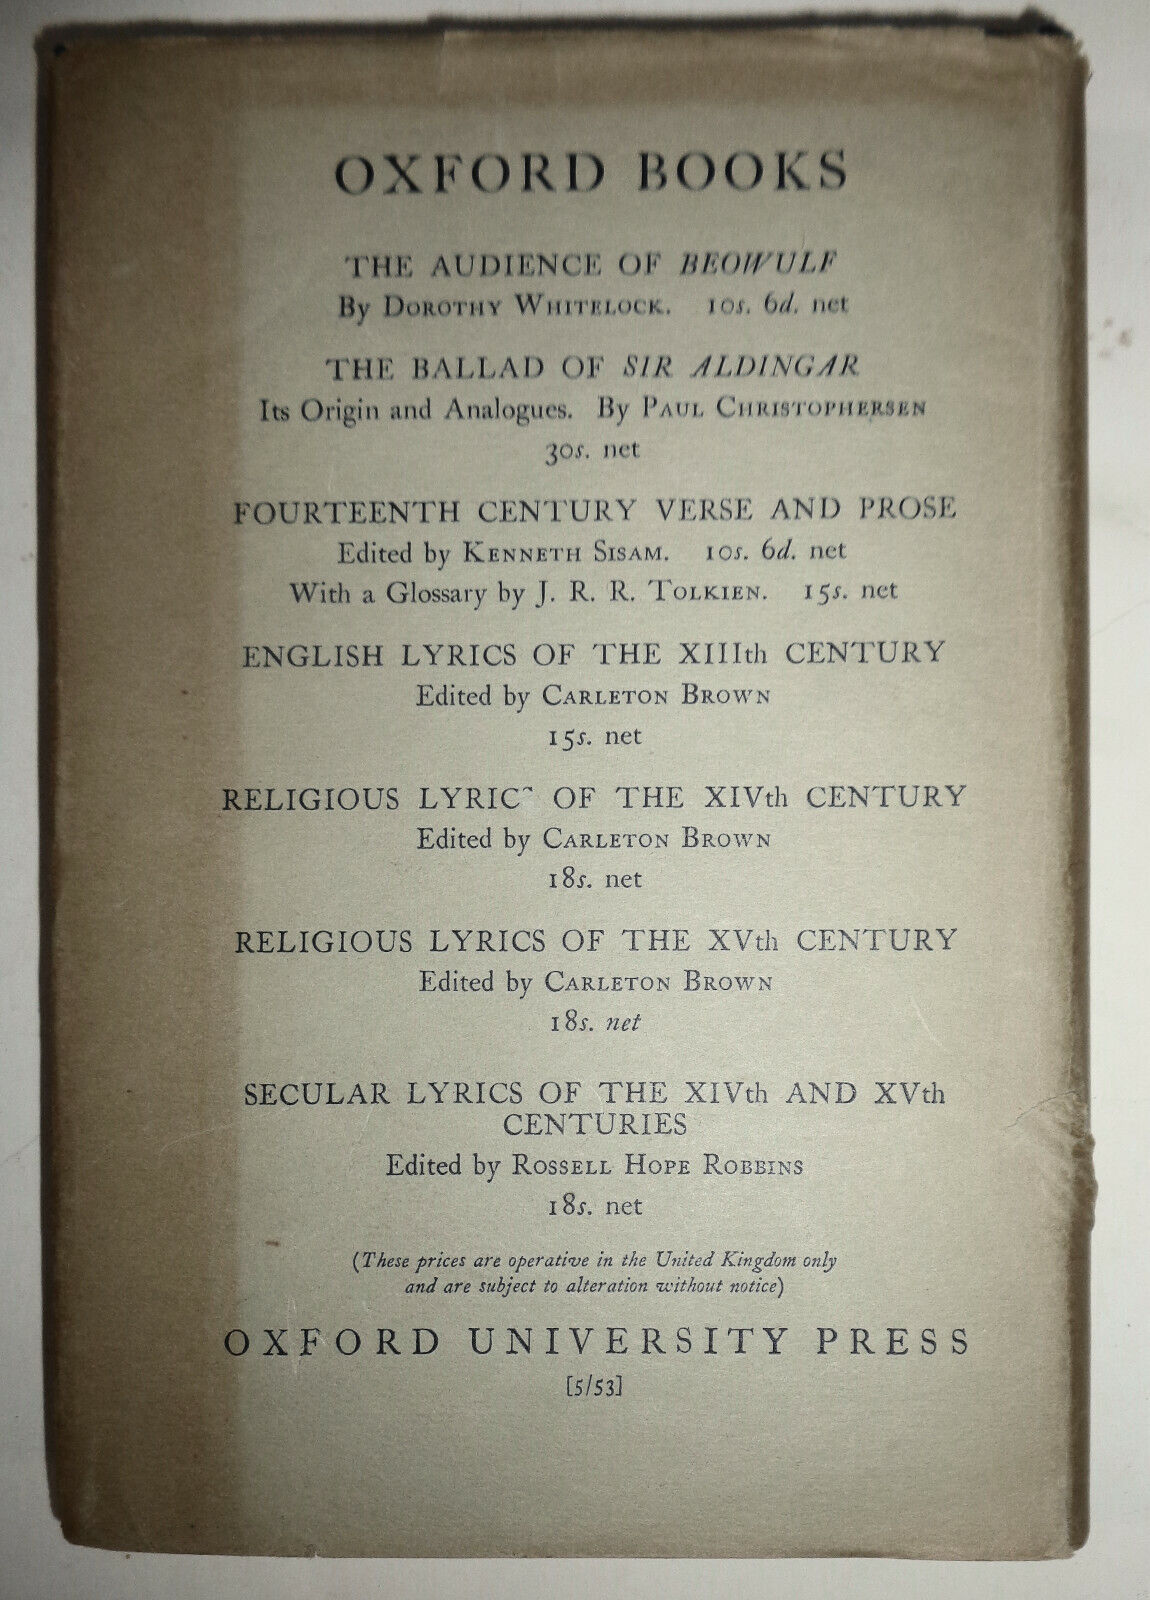 OXFORD BOOKS
THE AUDIENCE OF BEOWULF
By DOROTHY WHITELOCK. 10s. 6d. net
THE BALLAD OF SIR ALDINGAR
Its Origin and Analogues. By PAUL CHRISTOPHERSEN
30s. net
FOURTEENTH CENTURY VERSE AND PROSE
Edited by KENNETH SISAM. 10s. 6d. net
With a Glossary by J. R. R. TOLKIEN. 15s. net
ENGLISH LYRICS OF THE XIIIth CENTURY
Edited by CARLETON BROWN
15s. net
RELIGIOUS LYRICS OF THE XIVth CENTURY
Edited by CARLETON BROWN
18s. net
RELIGIOUS LYRICS OF THE XVth CENTURY
Edited by CARLETON BROWN
18s. net
SECULAR LYRICS OF THE XIVth AND XVth
CENTURIES
Edited by ROSSELL HOPE ROBBINS
18s. net
(These prices are operative in the United Kingdom only
and are subject to alteration without notice)
OXFORD UNIVERSITY PRESS
[5/53]